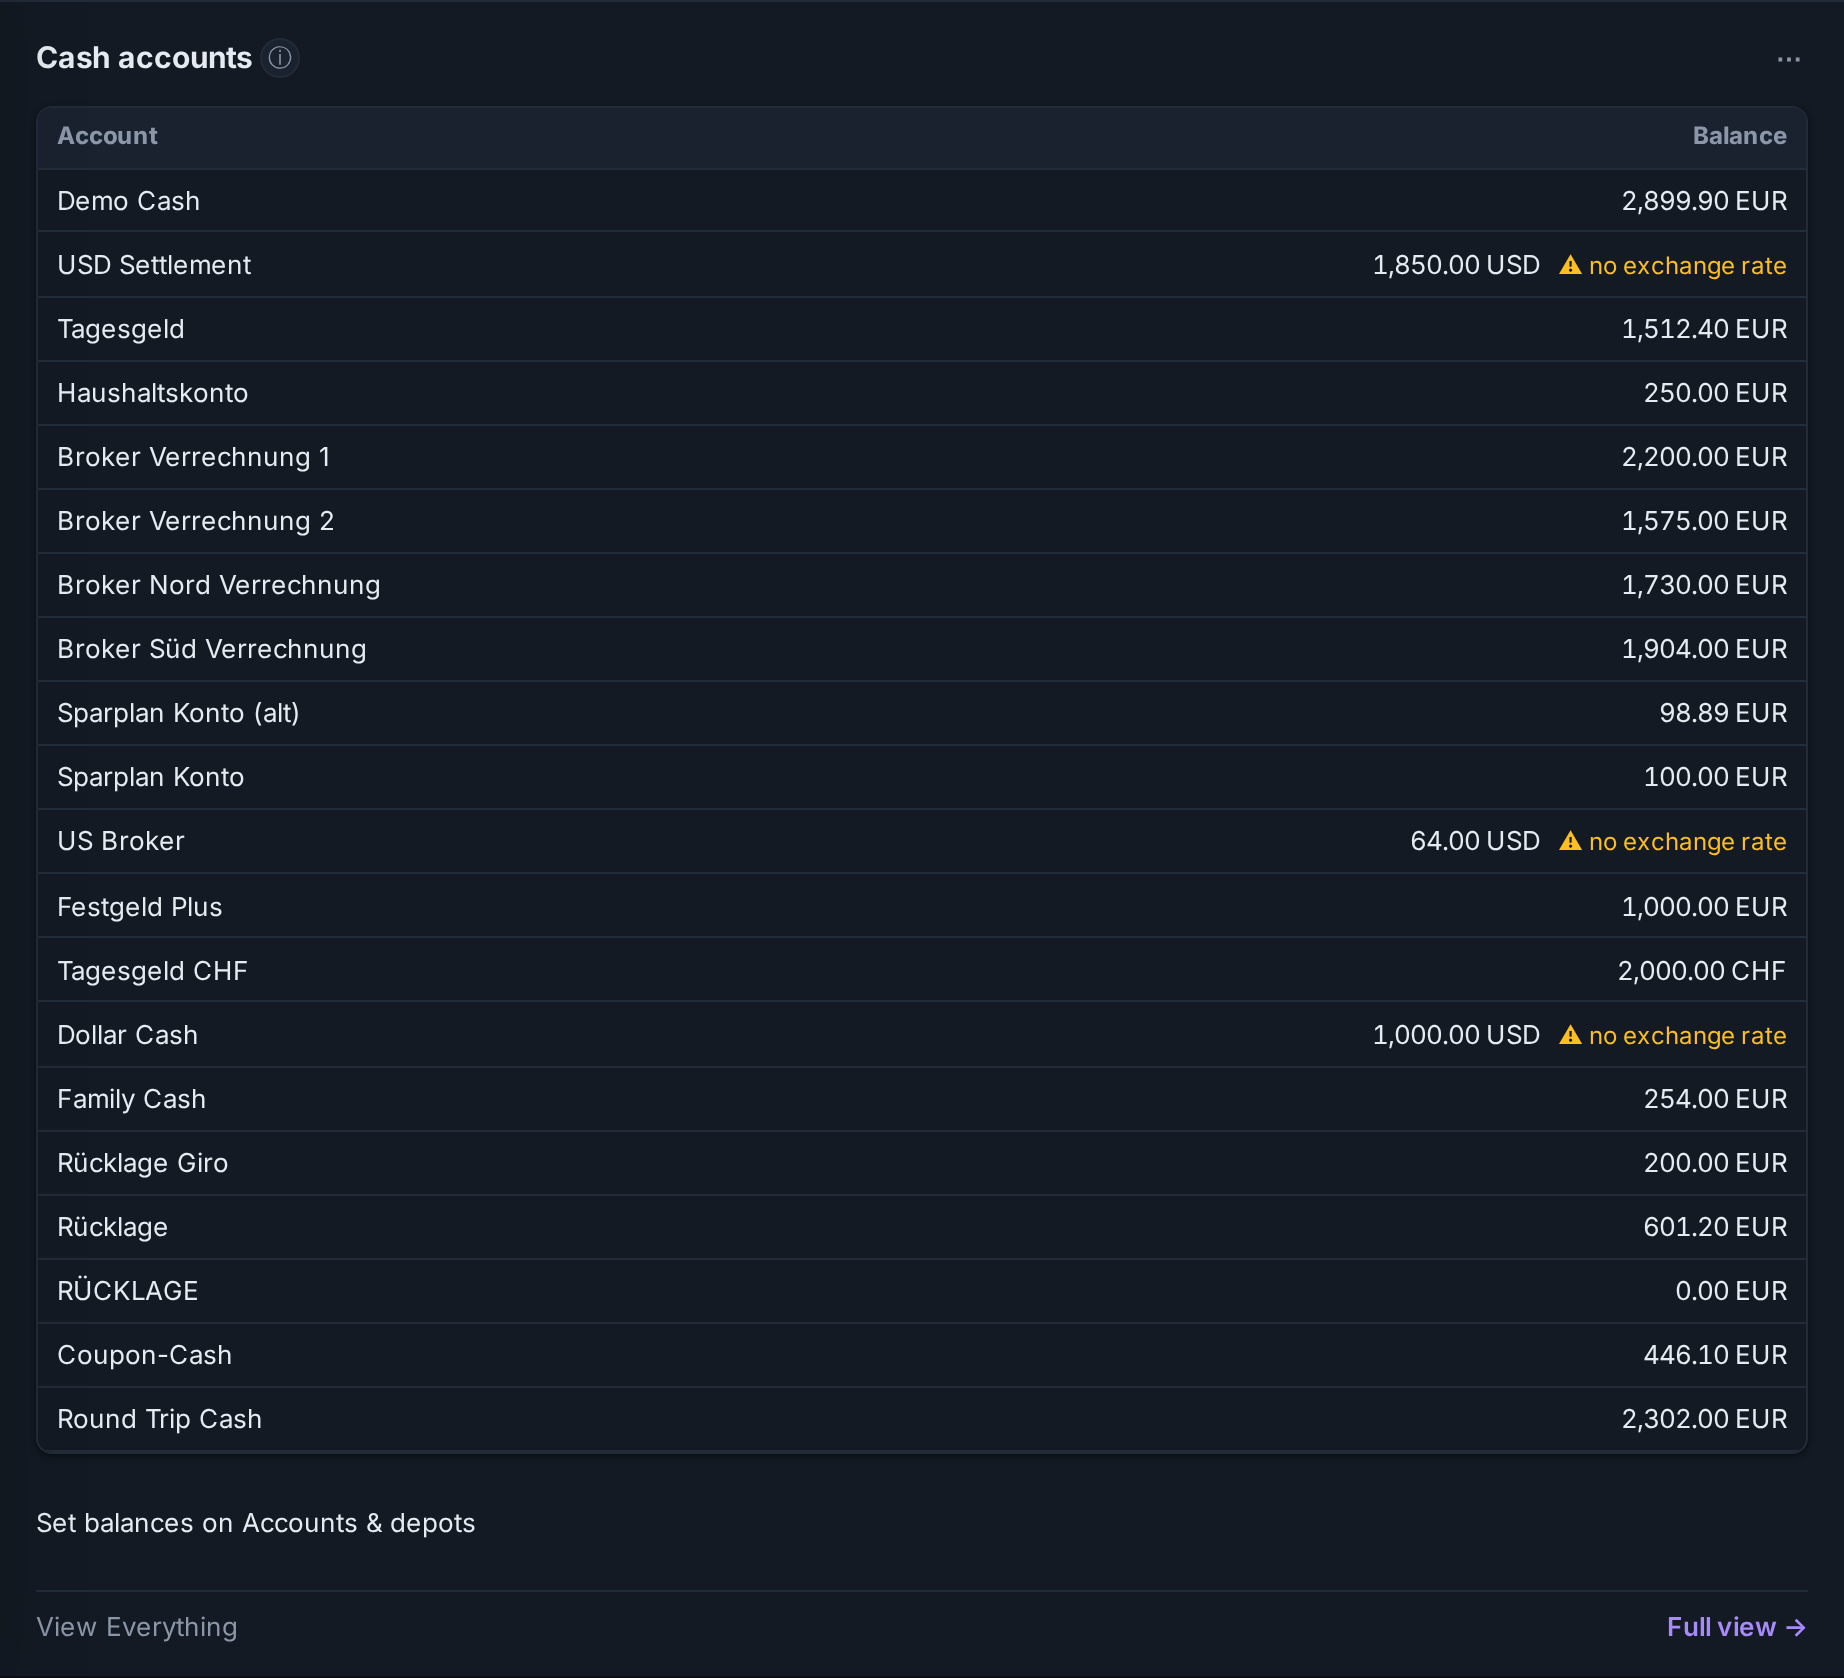 Cash accounts
Account Balance
Demo Cash 2,899.90 EUR
USD Settlement 1,850.00 USD ⚠ no exchange rate
Tagesgeld 1,512.40 EUR
Haushaltskonto 250.00 EUR
Broker Verrechnung 1 2,200.00 EUR
Broker Verrechnung 2 1,575.00 EUR
Broker Nord Verrechnung 1,730.00 EUR
Broker Süd Verrechnung 1,904.00 EUR
Sparplan Konto (alt) 98.89 EUR
Sparplan Konto 100.00 EUR
US Broker 64.00 USD ⚠ no exchange rate
Festgeld Plus 1,000.00 EUR
Tagesgeld CHF 2,000.00 CHF
Dollar Cash 1,000.00 USD ⚠ no exchange rate
Family Cash 254.00 EUR
Rücklage Giro 200.00 EUR
Rücklage 601.20 EUR
RÜCKLAGE 0.00 EUR
Coupon-Cash 446.10 EUR
Round Trip Cash 2,302.00 EUR
Set balances on Accounts & depots
View Everything Full view →